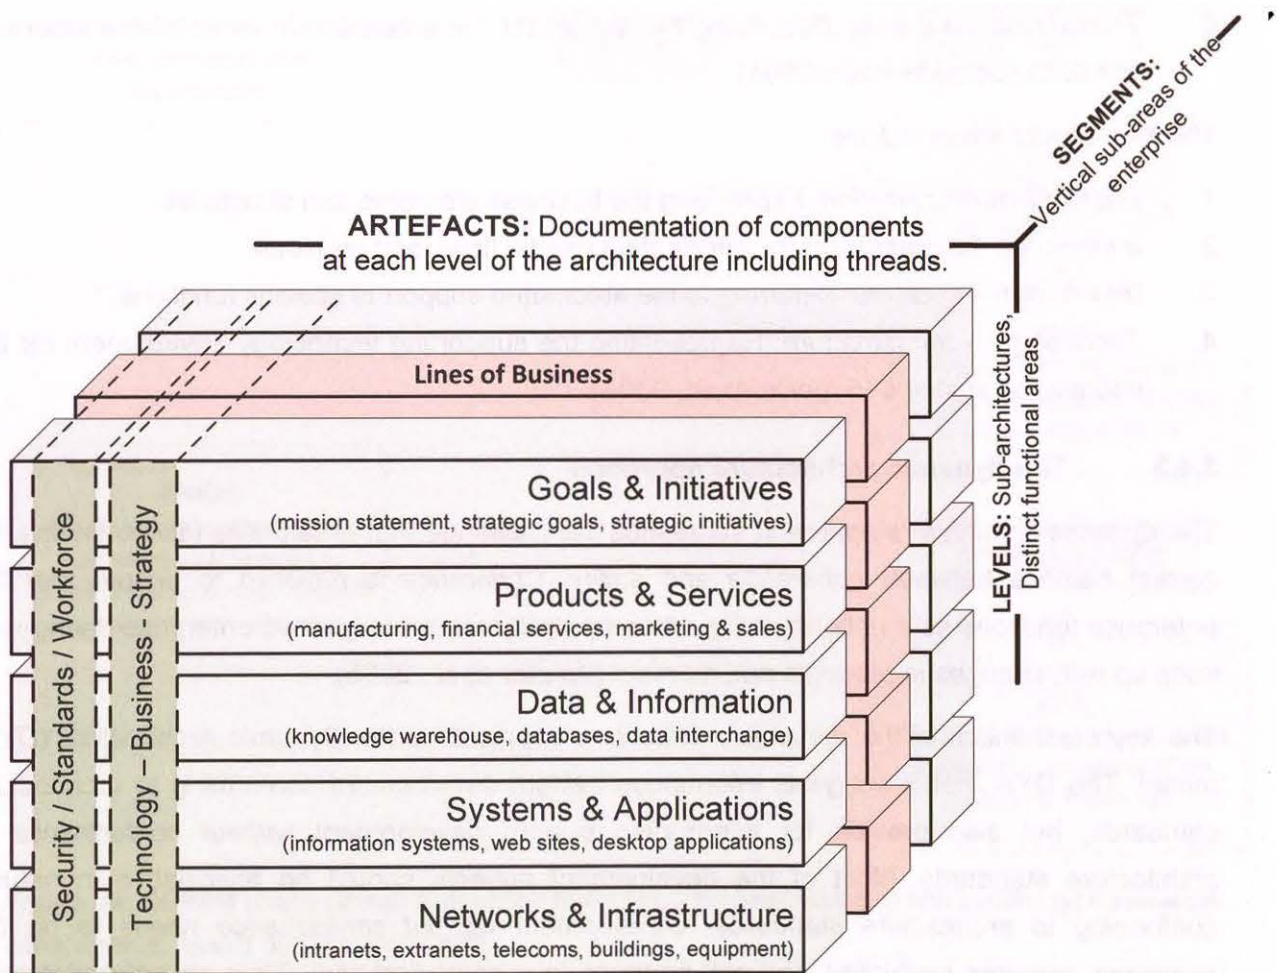 SEGMENTS:
Vertical sub-areas of the
enterprise
ARTEFACTS: Documentation of components
at each level of the architecture including threads.
LEVELS: Sub-architectures,
Distinct functional areas
Lines of Business
Goals & Initiatives
(mission statement, strategic goals, strategic initiatives)
Products & Services
(manufacturing, financial services, marketing & sales)
Data & Information
(knowledge warehouse, databases, data interchange)
Systems & Applications
(information systems, web sites, desktop applications)
Networks & Infrastructure
(intranets, extranets, telecoms, buildings, equipment)
Security / Standards / Workforce
Technology – Business Strategy